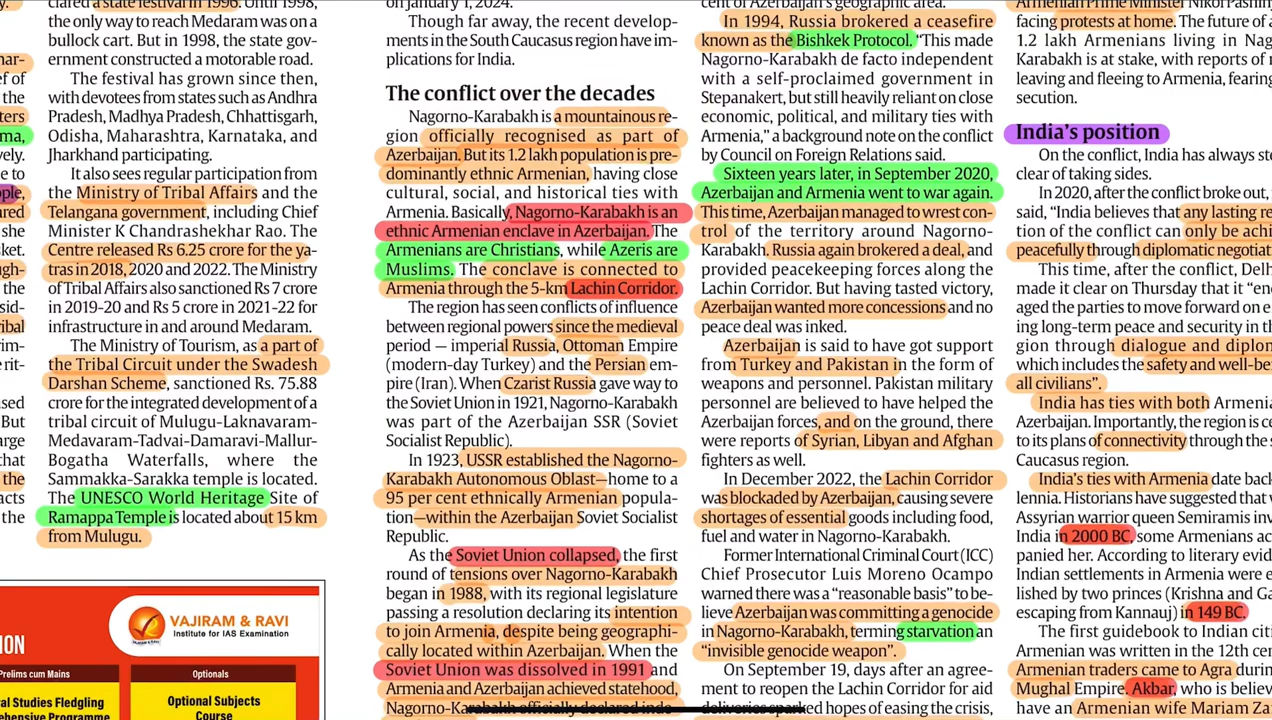 clared a state festival in 1996. Until 1998,
the only way to reach Medaram was on a
bullock cart. But in 1998, the state gov-
ernment constructed a motorable road.
The festival has grown since then,
with devotees from states such as Andhra
Pradesh, Madhya Pradesh, Chhattisgarh,
Odisha, Maharashtra, Karnataka, and
Jharkhand participating.
It also sees regular participation from
the Ministry of Tribal Affairs and the
Telangana government, including Chief
Minister K Chandrashekhar Rao. The
Centre released Rs 6.25 crore for the ya-
tras in 2018, 2020 and 2022. The Ministry
of Tribal Affairs also sanctioned Rs 7 crore
in 2019-20 and Rs 5 crore in 2021-22 for
infrastructure in and around Medaram.
The Ministry of Tourism, as a part of
the Tribal Circuit under the Swadesh
Darshan Scheme, sanctioned Rs. 75.88
crore for the integrated development of a
tribal circuit of Mulugu-Laknavaram-
Medavaram-Tadvai-Damaravi-Mallur-
Bogatha Waterfalls, where the
Sammakka-Sarakka temple is located.
The UNESCO World Heritage Site of
Ramappa Temple is located about 15 km
from Mulugu.
VAJIRAM & RAVI
Institute for IAS Examination
ION
Prelims cum Mains
Optionals
al Studies Fledgling
Optional Subjects
Course
on January 1, 2024.
Though far away, the recent develop-
ments in the South Caucasus region have im-
plications for India.
The conflict over the decades
Nagorno-Karabakh is a mountainous re-
gion officially recognised as part of
Azerbaijan. But its 1.2 lakh population is pre-
dominantly ethnic Armenian, having close
cultural, social, and historical ties with
Armenia. Basically, Nagorno-Karabakh is an
ethnic Armenian enclave in Azerbaijan. The
Armenians are Christians, while Azeris are
Muslims. The conclave is connected to
Armenia through the 5-km Lachin Corridor.
The region has seen conflicts of influence
between regional powers since the medieval
period — imperial Russia, Ottoman Empire
(modern-day Turkey) and the Persian em-
pire (Iran). When Czarist Russia gave way to
the Soviet Union in 1921, Nagorno-Karabakh
was part of the Azerbaijan SSR (Soviet
Socialist Republic).
In 1923, USSR established the Nagorno-
Karabakh Autonomous Oblast—home to a
95 per cent ethnically Armenian popula-
tion—within the Azerbaijan Soviet Socialist
Republic.
As the Soviet Union collapsed, the first
round of tensions over Nagorno-Karabakh
began in 1988, with its regional legislature
passing a resolution declaring its intention
to join Armenia, despite being geographi-
cally located within Azerbaijan. When the
Soviet Union was dissolved in 1991 and
Armenia and Azerbaijan achieved statehood,
Nagorno-Karabakh officially declared inde-
cent of Azerbaijan's geographic area.
In 1994, Russia brokered a ceasefire
known as the Bishkek Protocol. "This made
Nagorno-Karabakh de facto independent
with a self-proclaimed government in
Stepanakert, but still heavily reliant on close
economic, political, and military ties with
Armenia," a background note on the conflict
by Council on Foreign Relations said.
Sixteen years later, in September 2020,
Azerbaijan and Armenia went to war again.
This time, Azerbaijan managed to wrest con-
trol of the territory around Nagorno-
Karabakh. Russia again brokered a deal, and
provided peacekeeping forces along the
Lachin Corridor. But having tasted victory,
Azerbaijan wanted more concessions and no
peace deal was inked.
Azerbaijan is said to have got support
from Turkey and Pakistan in the form of
weapons and personnel. Pakistan military
personnel are believed to have helped the
Azerbaijan forces, and on the ground, there
were reports of Syrian, Libyan and Afghan
fighters as well.
In December 2022, the Lachin Corridor
was blockaded by Azerbaijan, causing severe
shortages of essential goods including food,
fuel and water in Nagorno-Karabakh.
Former International Criminal Court (ICC)
Chief Prosecutor Luis Moreno Ocampo
warned there was a "reasonable basis" to be-
lieve Azerbaijan was committing a genocide
in Nagorno-Karabakh, terming starvation an
"invisible genocide weapon".
On September 19, days after an agree-
ment to reopen the Lachin Corridor for aid
deliveries sparked hopes of easing the crisis,
Armenian Prime Minister Nikol
facing protests at home. The future of
1.2 lakh Armenians living in Nag
Karabakh is at stake, with reports of
leaving and fleeing to Armenia, fearing
secution.
India's position
On the conflict, India has always ste
clear of taking sides.
In 2020, after the conflict broke out,
said, "India believes that any lasting re
tion of the conflict can only be achi
peacefully through diplomatic negotiat
This time, after the conflict, Delh
made it clear on Thursday that it "en
aged the parties to move forward on e
ing long-term peace and security in th
gion through dialogue and diplon
which includes the safety and well-be
all civilians".
India has ties with both Armenia
Azerbaijan. Importantly, the region is ce
to its plans of connectivity through the
Caucasus region.
India's ties with Armenia date back
lennia. Historians have suggested that w
Assyrian warrior queen Semiramis inv
India in 2000 BC, some Armenians ac
panied her. According to literary evid
Indian settlements in Armenia were e
lished by two princes (Krishna and Ga
escaping from Kannauj) in 149 BC.
The first guidebook to Indian citi
Armenian was written in the 12th cen
Armenian traders came to Agra durin
Mughal Empire. Akbar, who is believ
have an Armenian wife Mariam Za